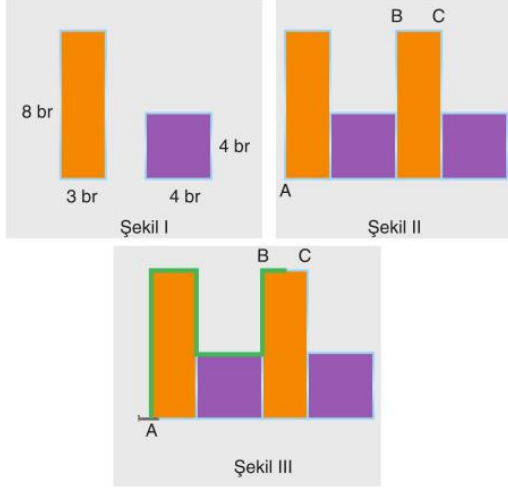 8 br
4 br
3 br
4 br
Şekil I
B
C
A
Şekil II
B
C
A
Şekil III